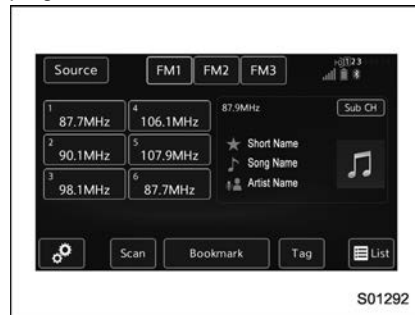 Source
FM1 FM2 FM3
123
1 87.7MHz
4 106.1MHz
2 90.1MHz
5 107.9MHz
3 98.1MHz
6 87.7MHz
87.9MHz
Sub CH
Short Name
Song Name
Artist Name
Scan
Bookmark
Tag
List
S01292